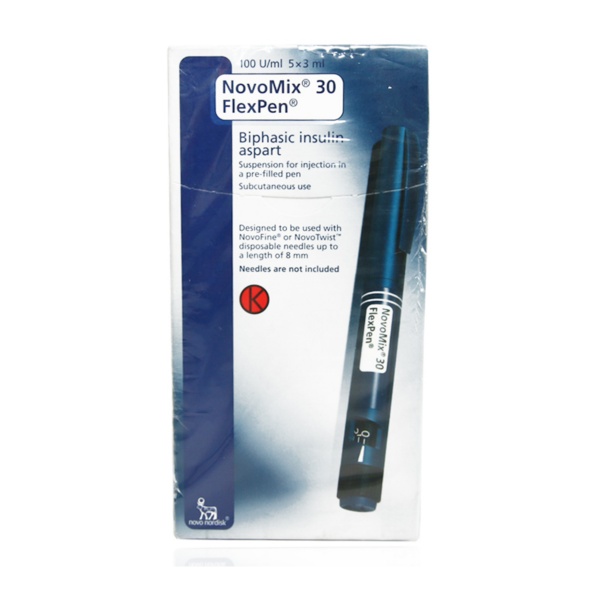 100 U/ml 5×3 ml
NovoMix® 30
FlexPen®
Biphasic insulin
aspart
Suspension for injection in
a pre-filled pen
Subcutaneous use
Designed to be used with
NovoFine® or NovoTwist™
disposable needles up to
a length of 8 mm
Needles are not included
K
NovoMix® 30
FlexPen®
novo nordisk®